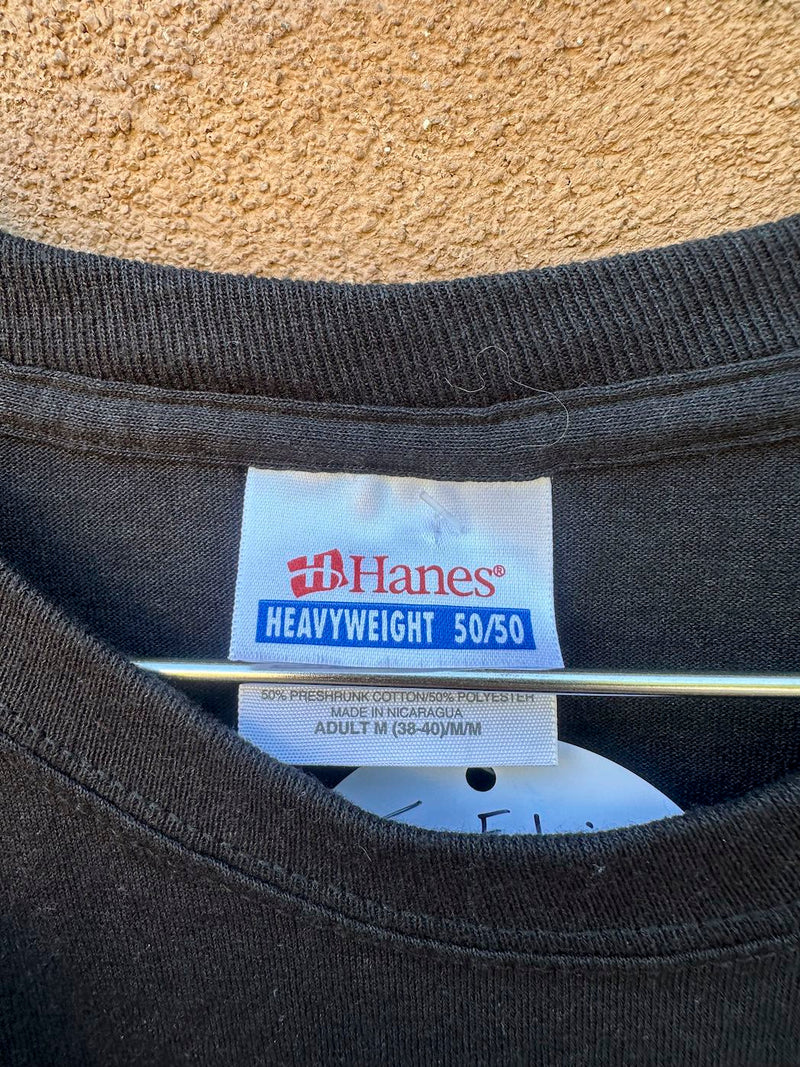 Hanes®
HEAVYWEIGHT 50/50
50% PRESHRUNK COTTON/50% POLYESTER
MADE IN NICARAGUA
ADULT M (38-40)/M/M